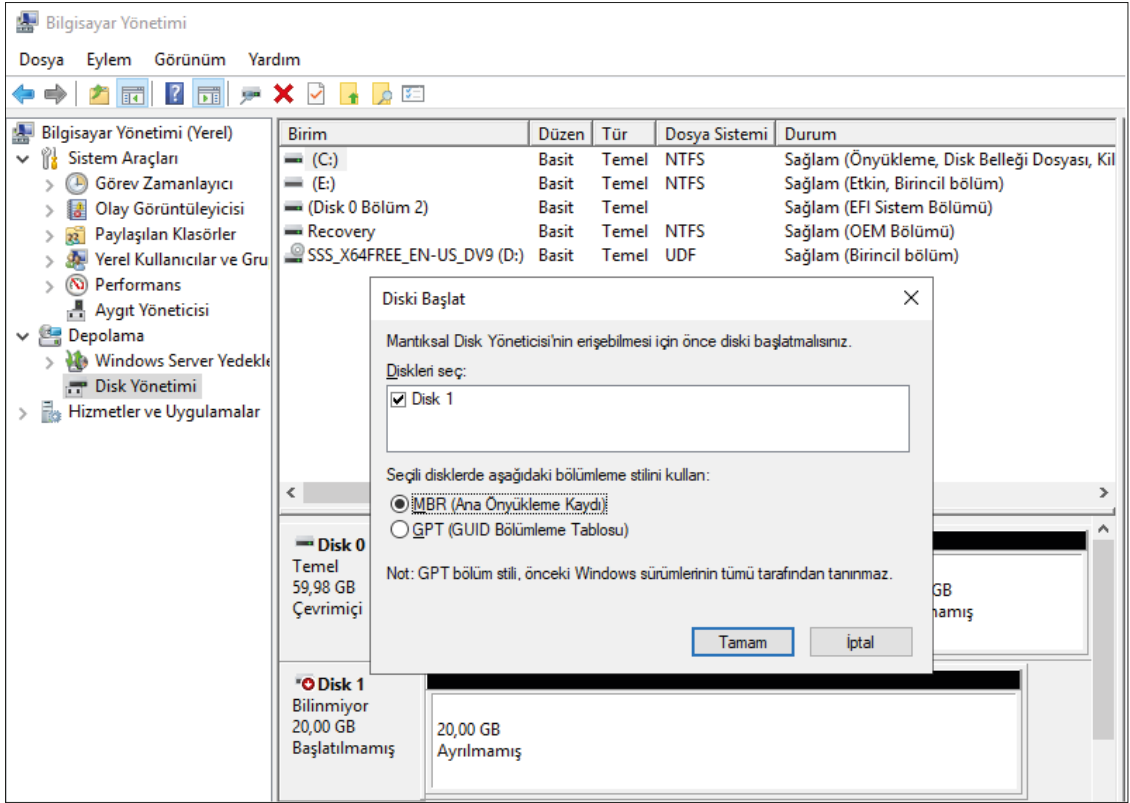 Bilgisayar Yönetimi
Dosya Eylem Görünüm Yardım
Bilgisayar Yönetimi (Yerel)
Sistem Araçları
Görev Zamanlayıcı
Olay Görüntüleyicisi
Paylaşılan Klasörler
Yerel Kullanıcılar ve Gru
Performans
Aygıt Yöneticisi
Depolama
Windows Server Yedekle
Disk Yönetimi
Hizmetler ve Uygulamalar
Birim Düzen Tür Dosya Sistemi Durum
(C:) Basit Temel NTFS Sağlam (Önyükleme, Disk Belleği Dosyası, Kil
(E:) Basit Temel NTFS Sağlam (Etkin, Birincil bölüm)
(Disk 0 Bölüm 2) Basit Temel Sağlam (EFI Sistem Bölümü)
Recovery Basit Temel NTFS Sağlam (OEM Bölümü)
SSS_X64FREE_EN-US_DV9 (D:) Basit Temel UDF Sağlam (Birincil bölüm)
Diski Başlat
Mantıksal Disk Yöneticisi'nin erişebilmesi için önce diski başlatmalısınız.
Diskleri seç:
Disk 1
Seçili disklerde aşağıdaki bölümleme stilini kullan:
MBR (Ana Önyükleme Kaydı)
GPT (GUID Bölümleme Tablosu)
Not: GPT bölüm stili, önceki Windows sürümlerinin tümü tarafından tanınmaz.
Tamam İptal
Disk 0
Temel
59,98 GB
Çevrimiçi
GB
namış
Disk 1
Bilinmiyor
20,00 GB
Başlatılmamış
20,00 GB
Ayrılmamış